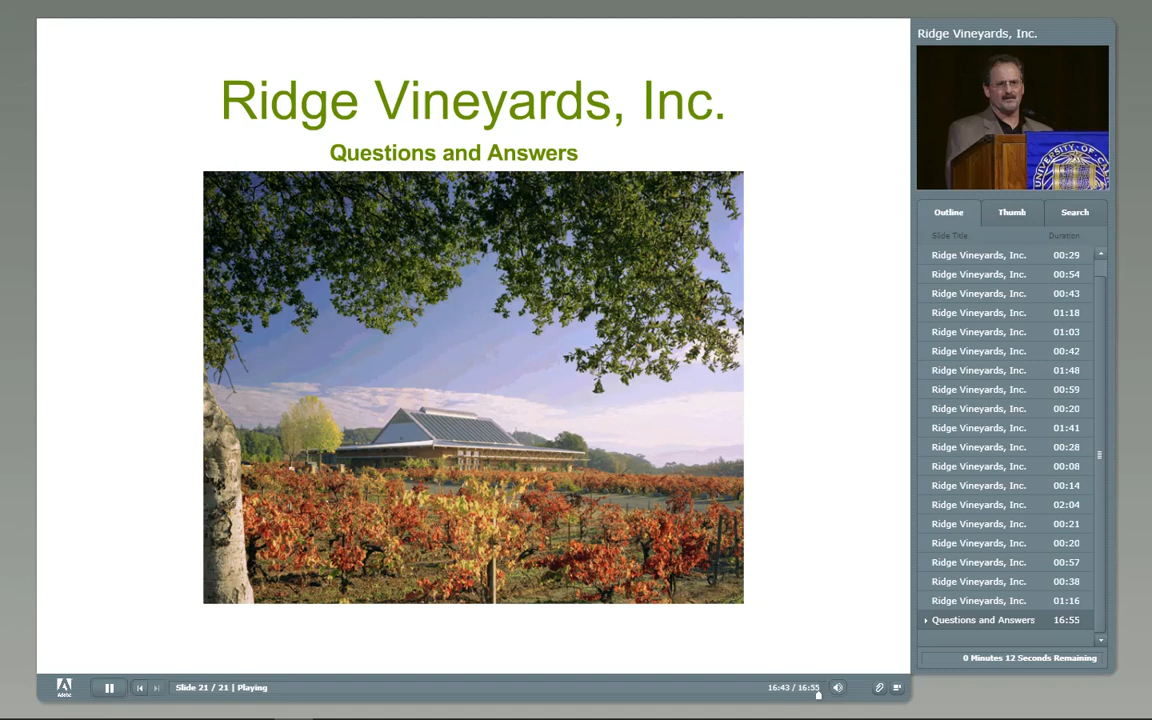 Ridge Vineyards, Inc.
Questions and Answers
Ridge Vineyards, Inc.
UNIVERSITY OF CAL
Outline
Thumb
Search
Slide Title
Duration
Ridge Vineyards, Inc. 00:29
Ridge Vineyards, Inc. 00:54
Ridge Vineyards, Inc. 00:43
Ridge Vineyards, Inc. 01:18
Ridge Vineyards, Inc. 01:03
Ridge Vineyards, Inc. 00:42
Ridge Vineyards, Inc. 01:48
Ridge Vineyards, Inc. 00:59
Ridge Vineyards, Inc. 00:20
Ridge Vineyards, Inc. 01:41
Ridge Vineyards, Inc. 00:28
Ridge Vineyards, Inc. 00:08
Ridge Vineyards, Inc. 00:14
Ridge Vineyards, Inc. 02:04
Ridge Vineyards, Inc. 00:21
Ridge Vineyards, Inc. 00:20
Ridge Vineyards, Inc. 00:57
Ridge Vineyards, Inc. 00:38
Ridge Vineyards, Inc. 01:16
Questions and Answers 16:55
0 Minutes 12 Seconds Remaining
Adobe
Slide 21 / 21 | Playing
16:43 / 16:55